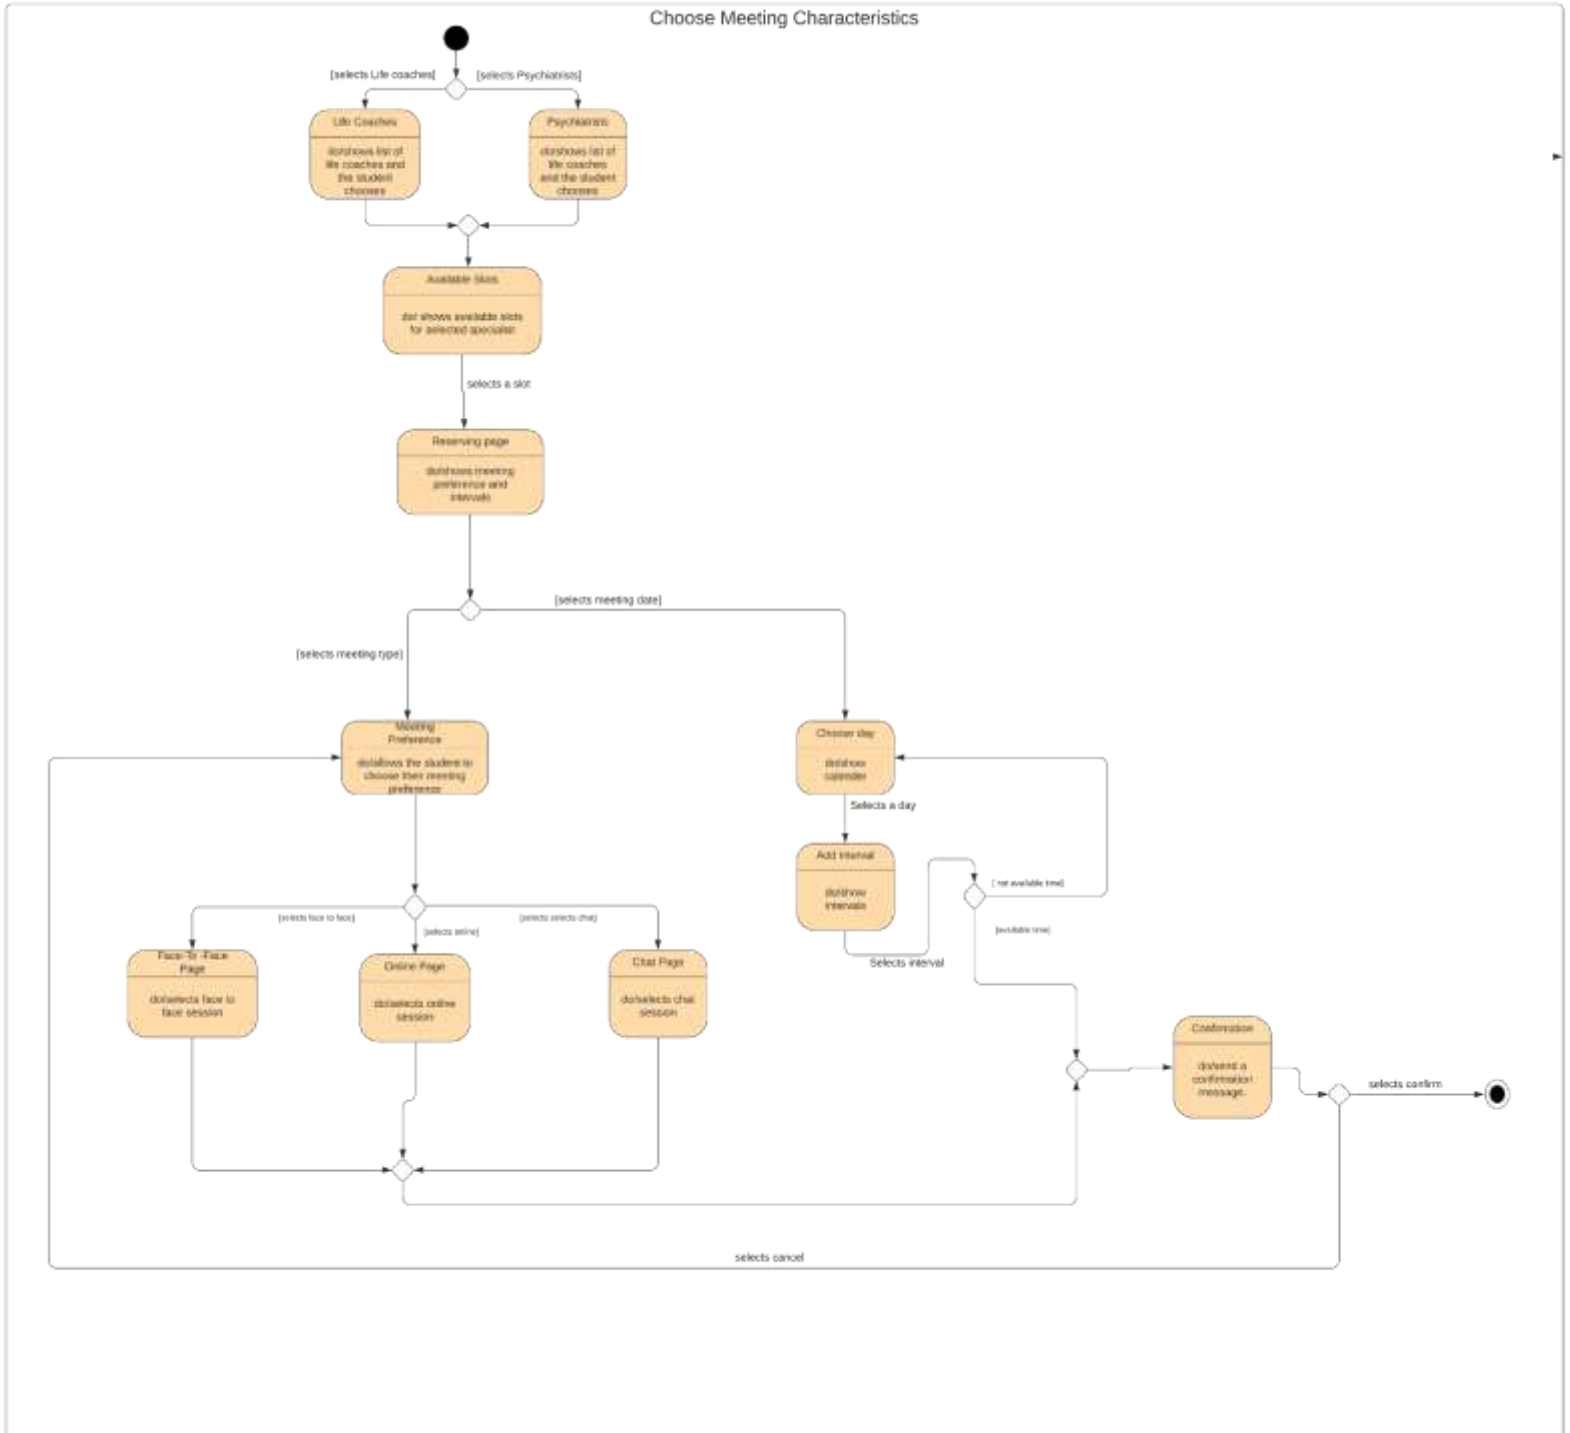 Choose Meeting Characteristics
[selects Life coaches]
[selects Psychiatrists]
Life Coaches
do/shows list of
life coaches and
the student
chooses
Psychiatrists
do/shows list of
life coaches
and the student
chooses
Available Slots
do/ shows available slots
for selected specialist
selects a slot
Reserving page
do/shows meeting
preference and
intervals
[selects meeting date]
[selects meeting type]
Meeting
Preference
do/allows the student to
choose their meeting
preference
Choose day
do/show
calender
Selects a day
Add interval
do/show
intervals
Selects interval
[ not available time]
[available time]
[selects face to face]
[selects online]
[selects selects chat]
Face-To -Face
Page
do/selects face to
face session
Online Page
do/selects online
session
Chat Page
do/selects chat
session
Confirmation
do/send a
confirmation
message.
selects confirm
selects cancel